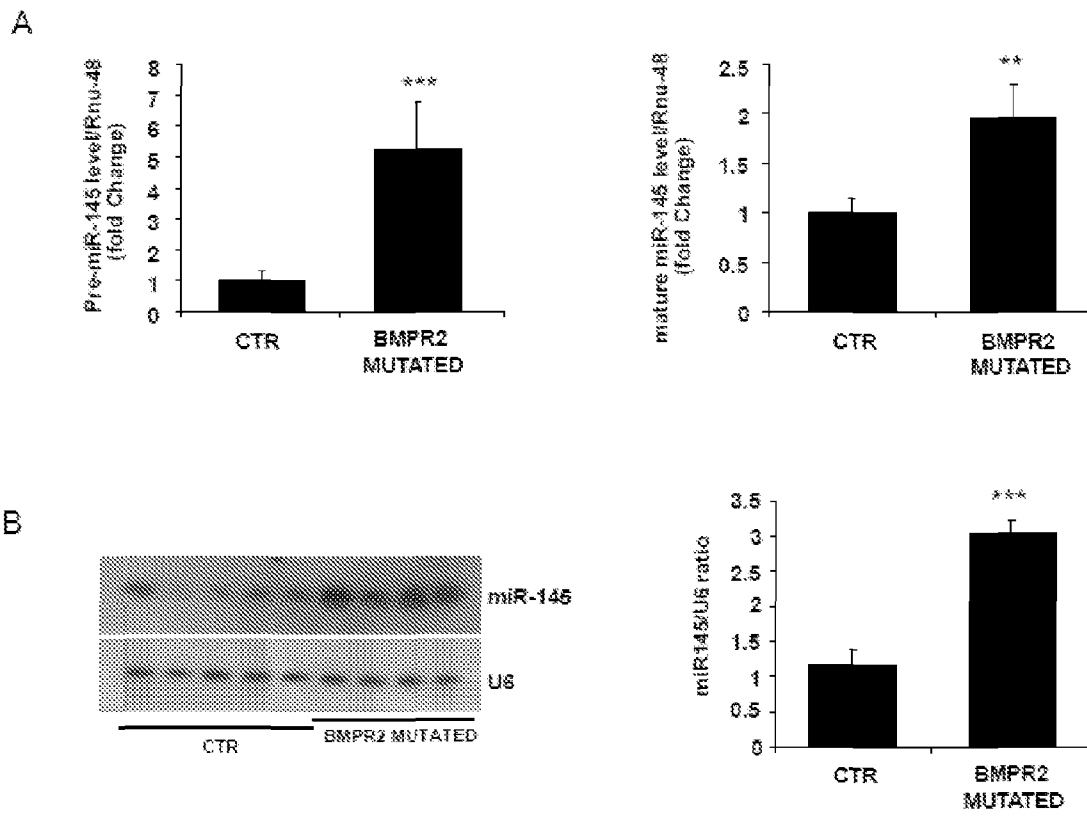 A
Pre-miR-145 level/Rnu-48
(fold Change)
8
7
6
5
4
3
2
1
0
***
CTR
BMPR2
MUTATED
mature miR-145 level/Rnu-48
(fold Change)
2.5
2
1.5
1
0.5
0
**
CTR
BMPR2
MUTATED
B
miR-145
U6
CTR
BMPR2 MUTATED
miR145/U6 ratio
3.5
3
2.5
2
1.5
1
0.5
0
***
CTR
BMPR2
MUTATED